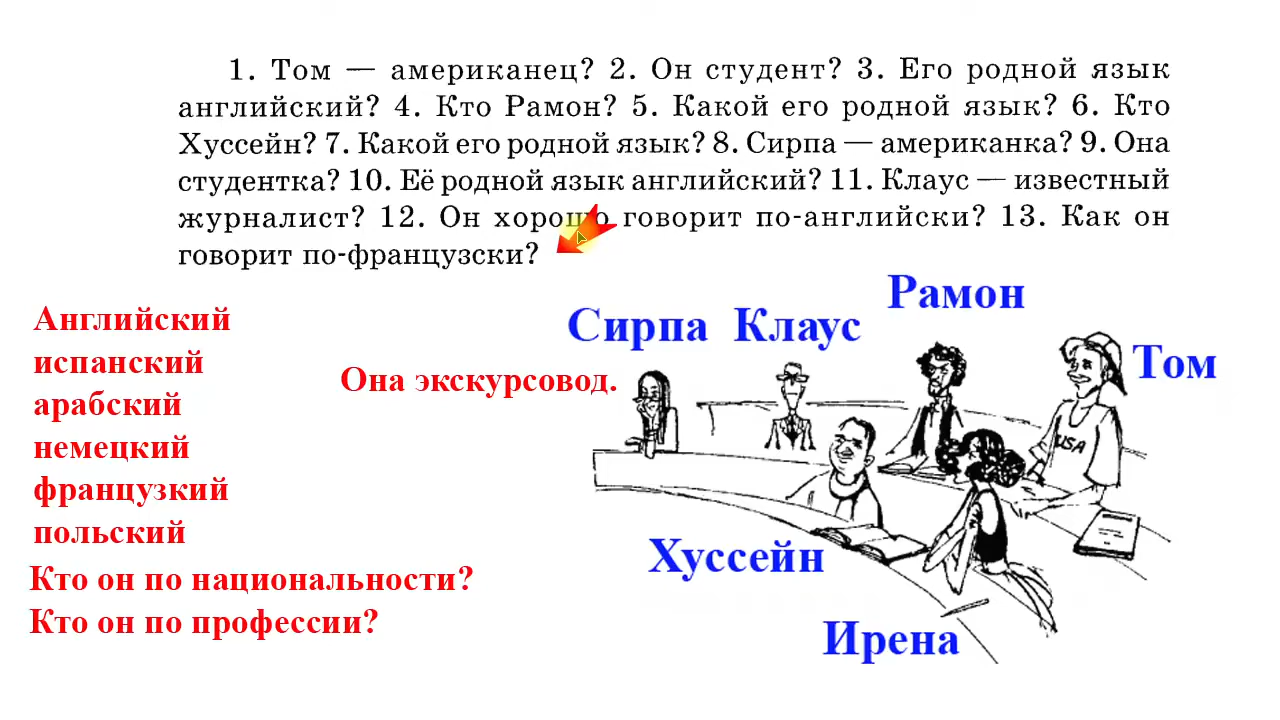 1. Том — американец? 2. Он студент? 3. Его родной язык
английский? 4. Кто Рамон? 5. Какой его родной язык? 6. Кто
Хуссейн? 7. Какой его родной язык? 8. Сирпа — американка? 9. Она
студентка? 10. Её родной язык английский? 11. Клаус — известный
журналист? 12. Он хорошо говорит по-английски? 13. Как он
говорит по-французски?
Английский
испанский
арабский
немецкий
французкий
польский
Кто он по национальности?
Кто он по профессии?
Она экскурсовод.
Сирпа
Клаус
Рамон
Том
USA
Хуссейн
Ирена